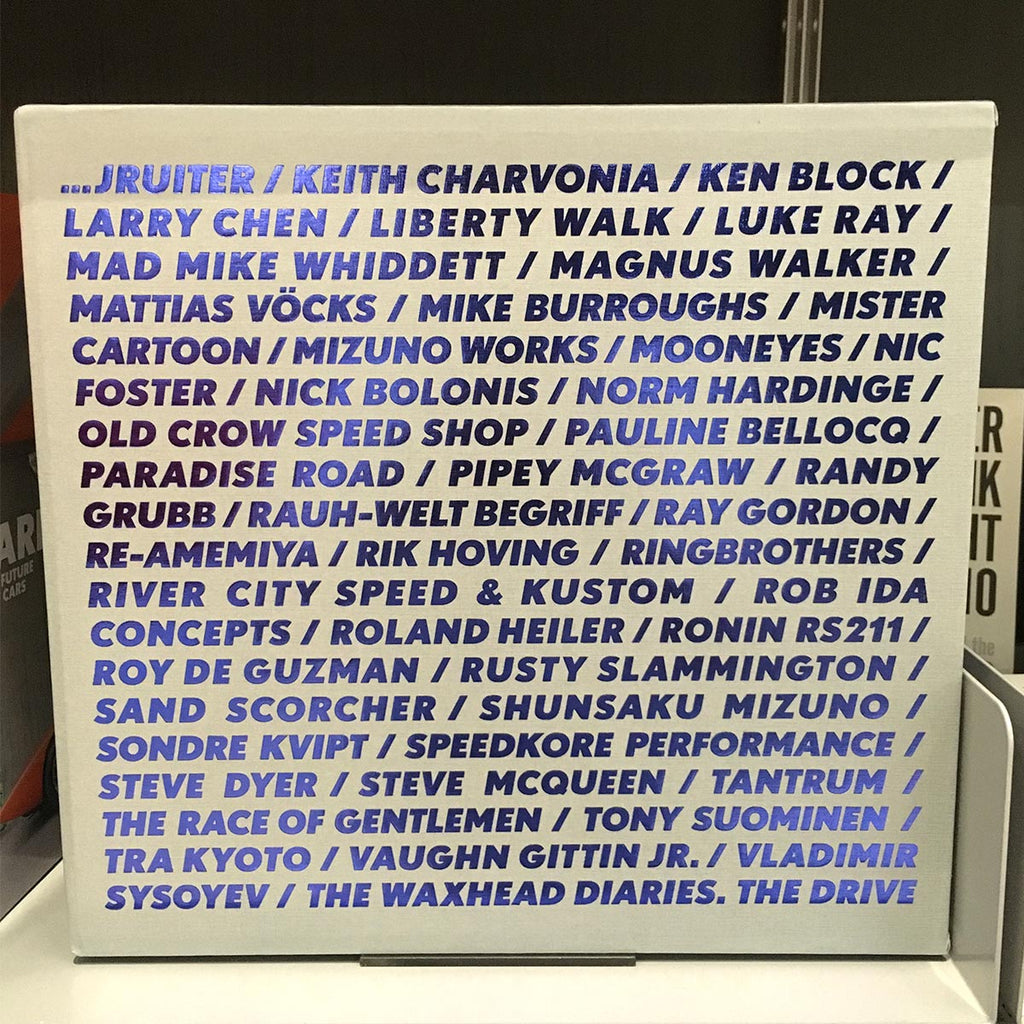 ...JRUITER / KEITH CHARVONIA / KEN BLOCK /
LARRY CHEN / LIBERTY WALK / LUKE RAY /
MAD MIKE WHIDDETT / MAGNUS WALKER /
MATTIAS VÖCKS / MIKE BURROUGHS / MISTER
CARTOON / MIZUNO WORKS / MOONEYES / NIC
FOSTER / NICK BOLONIS / NORM HARDINGE /
OLD CROW SPEED SHOP / PAULINE BELLOCQ /
PARADISE ROAD / PIPEY MCGRAW / RANDY
GRUBB / RAUH-WELT BEGRIFF / RAY GORDON /
RE-AMEMIYA / RIK HOVING / RINGBROTHERS /
RIVER CITY SPEED & KUSTOM / ROB IDA
CONCEPTS / ROLAND HEILER / RONIN RS211 /
ROY DE GUZMAN / RUSTY SLAMMINGTON /
SAND SCORCHER / SHUNSAKU MIZUNO /
SONDRE KVIPT / SPEEDKORE PERFORMANCE /
STEVE DYER / STEVE MCQUEEN / TANTRUM /
THE RACE OF GENTLEMEN / TONY SUOMINEN /
TRA KYOTO / VAUGHN GITTIN JR. / VLADIMIR
SYSOYEV / THE WAXHEAD DIARIES. THE DRIVE
FUTURE
CARS
the